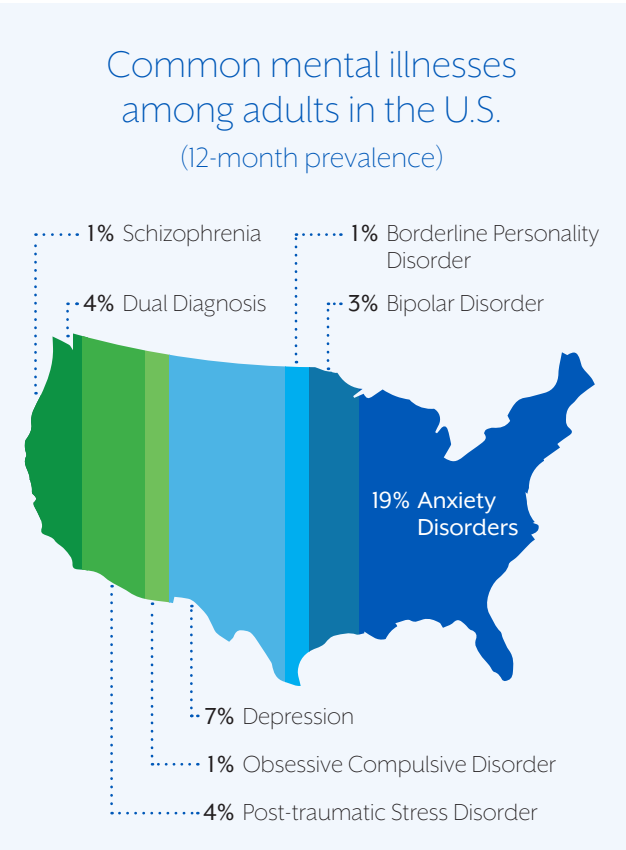 Common mental illnesses
among adults in the U.S.
(12-month prevalence)
1% Schizophrenia
1% Borderline Personality
Disorder
4% Dual Diagnosis
3% Bipolar Disorder
19% Anxiety
Disorders
7% Depression
1% Obsessive Compulsive Disorder
4% Post-traumatic Stress Disorder